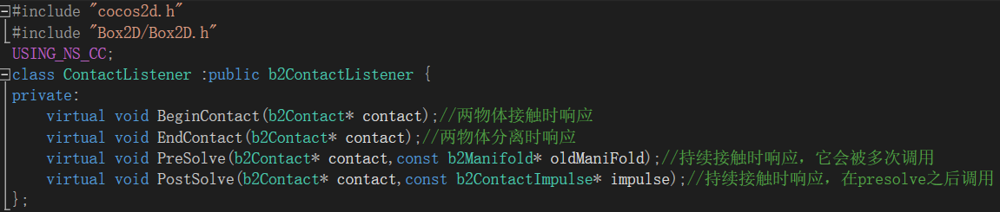 #include "cocos2d.h"
#include "Box2D/Box2D.h"
USING_NS_CC;
class ContactListener :public b2ContactListener {
private:
    virtual void BeginContact(b2Contact* contact);//两物体接触时响应
    virtual void EndContact(b2Contact* contact);//两物体分离时响应
    virtual void PreSolve(b2Contact* contact,const b2Manifold* oldManiFold);//持续接触时响应，它会被多次调用
    virtual void PostSolve(b2Contact* contact,const b2ContactImpulse* impulse);//持续接触时响应，在presolve之后调用
};